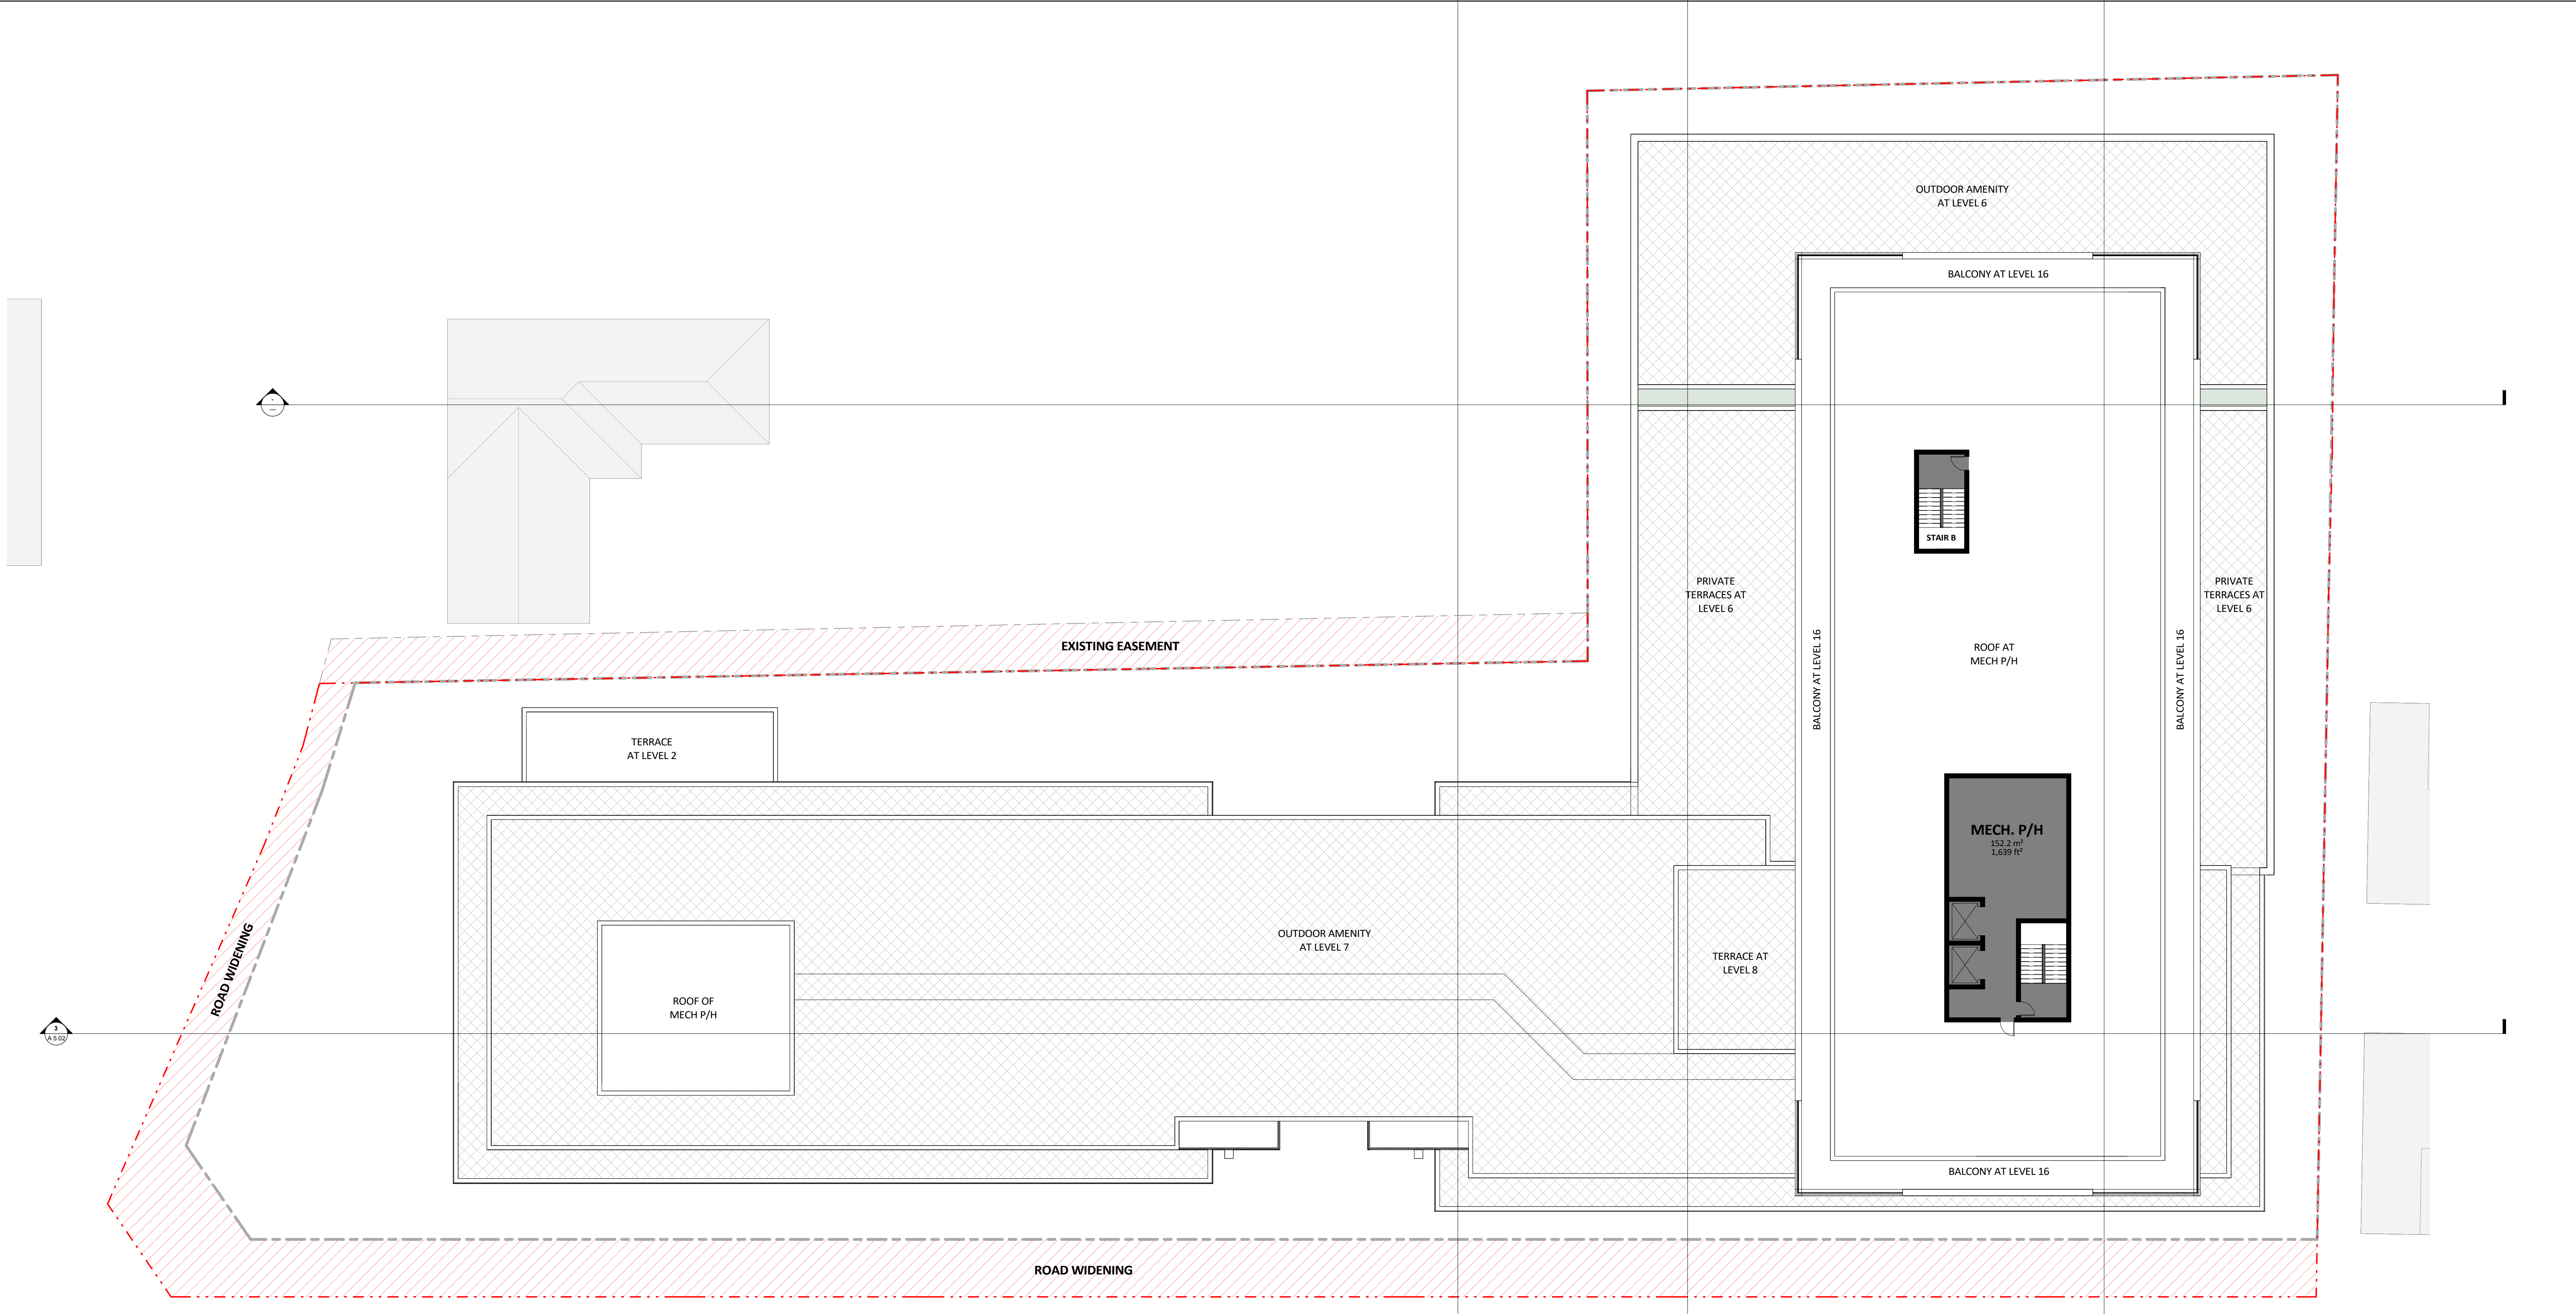 OUTDOOR AMENITY
AT LEVEL 6
BALCONY AT LEVEL 16
-
---
STAIR B
PRIVATE
TERRACES AT
LEVEL 6
PRIVATE
TERRACES AT
LEVEL 6
EXISTING EASEMENT
ROOF AT
MECH P/H
BALCONY AT LEVEL 16
BALCONY AT LEVEL 16
TERRACE
AT LEVEL 2
MECH. P/H
152.2 m²
1,639 ft²
ROAD WIDENING
OUTDOOR AMENITY
AT LEVEL 7
TERRACE AT
LEVEL 8
ROOF OF
MECH P/H
3
A 5.02
BALCONY AT LEVEL 16
ROAD WIDENING